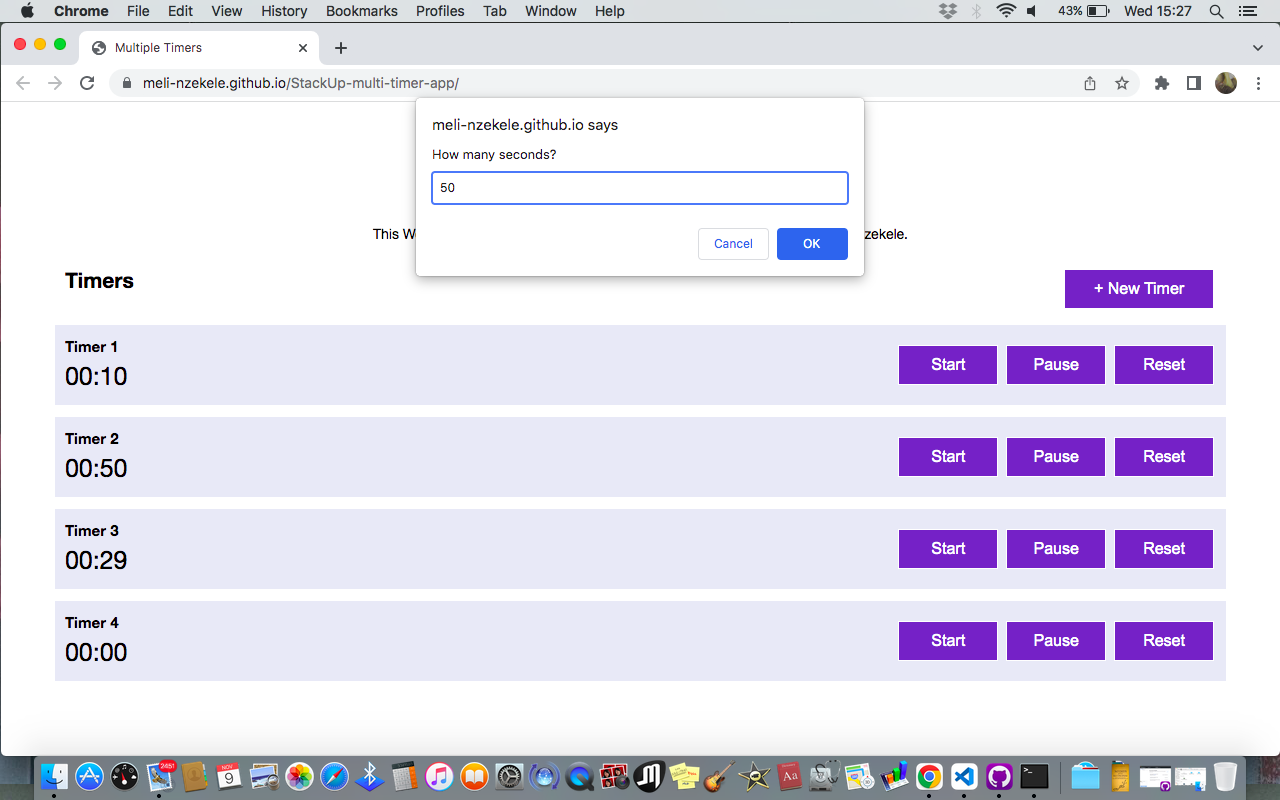 Chrome File Edit View History Bookmarks Profiles Tab Window Help 43% Wed 15:27
Multiple Timers
meli-nzekele.github.io/StackUp-multi-timer-app/
meli-nzekele.github.io says
How many seconds?
50
Cancel OK
This W zekele.
Timers + New Timer
Timer 1
00:10 Start Pause Reset
Timer 2
00:50 Start Pause Reset
Timer 3
00:29 Start Pause Reset
Timer 4
00:00 Start Pause Reset
2451 NOV 9 Aa